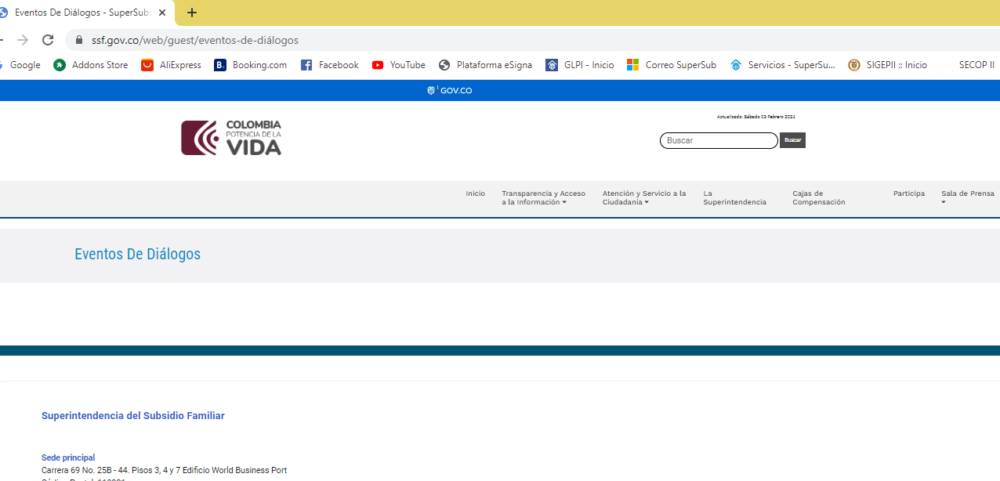 Eventos De Diálogos - SuperSubs
ssf.gov.co/web/guest/eventos-de-diálogos
Google Addons Store AliExpress B. Booking.com Facebook YouTube Plataforma eSigna GLPI - Inicio Correo SuperSub Servicios - SuperSu... SIGEPII :: Inicio SECOP II
GOV.CO
Actualizado: Sábado 03 Febrero 2024
COLOMBIA
POTENCIA DE LA
VIDA
Buscar Buscar
Inicio
Transparencia y Acceso
a la Información
Atención y Servicio a la
Ciudadanía
La
Superintendencia
Cajas de
Compensación
Participa
Sala de Prensa
Eventos De Diálogos
Superintendencia del Subsidio Familiar
Sede principal
Carrera 69 No. 25B - 44. Pisos 3, 4 y 7 Edificio World Business Port